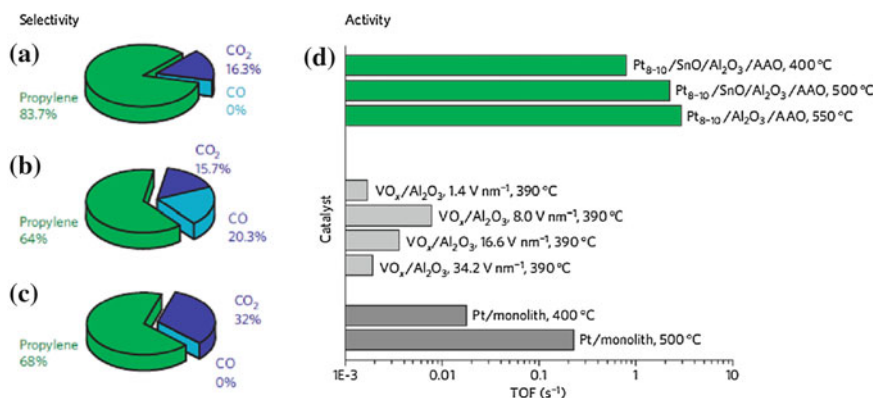 Selectivity
Activity
(a)
CO₂
16.3%
CO
0%
Propylene
83.7%
(b)
CO₂
15.7%
CO
20.3%
Propylene
64%
(c)
CO₂
32%
CO
0%
Propylene
68%
(d)
Pt₈₋₁₀/SnO/Al₂O₃/AAO, 400 °C
Pt₈₋₁₀/SnO/Al₂O₃/AAO, 500 °C
Pt₈₋₁₀/Al₂O₃/AAO, 550 °C
VOₓ/Al₂O₃, 1.4 V nm⁻¹, 390 °C
VOₓ/Al₂O₃, 8.0 V nm⁻¹, 390 °C
VOₓ/Al₂O₃, 16.6 V nm⁻¹, 390 °C
VOₓ/Al₂O₃, 34.2 V nm⁻¹, 390 °C
Pt/monolith, 400 °C
Pt/monolith, 500 °C
Catalyst
1E-3
0.01
0.1
1
10
TOF (s⁻¹)